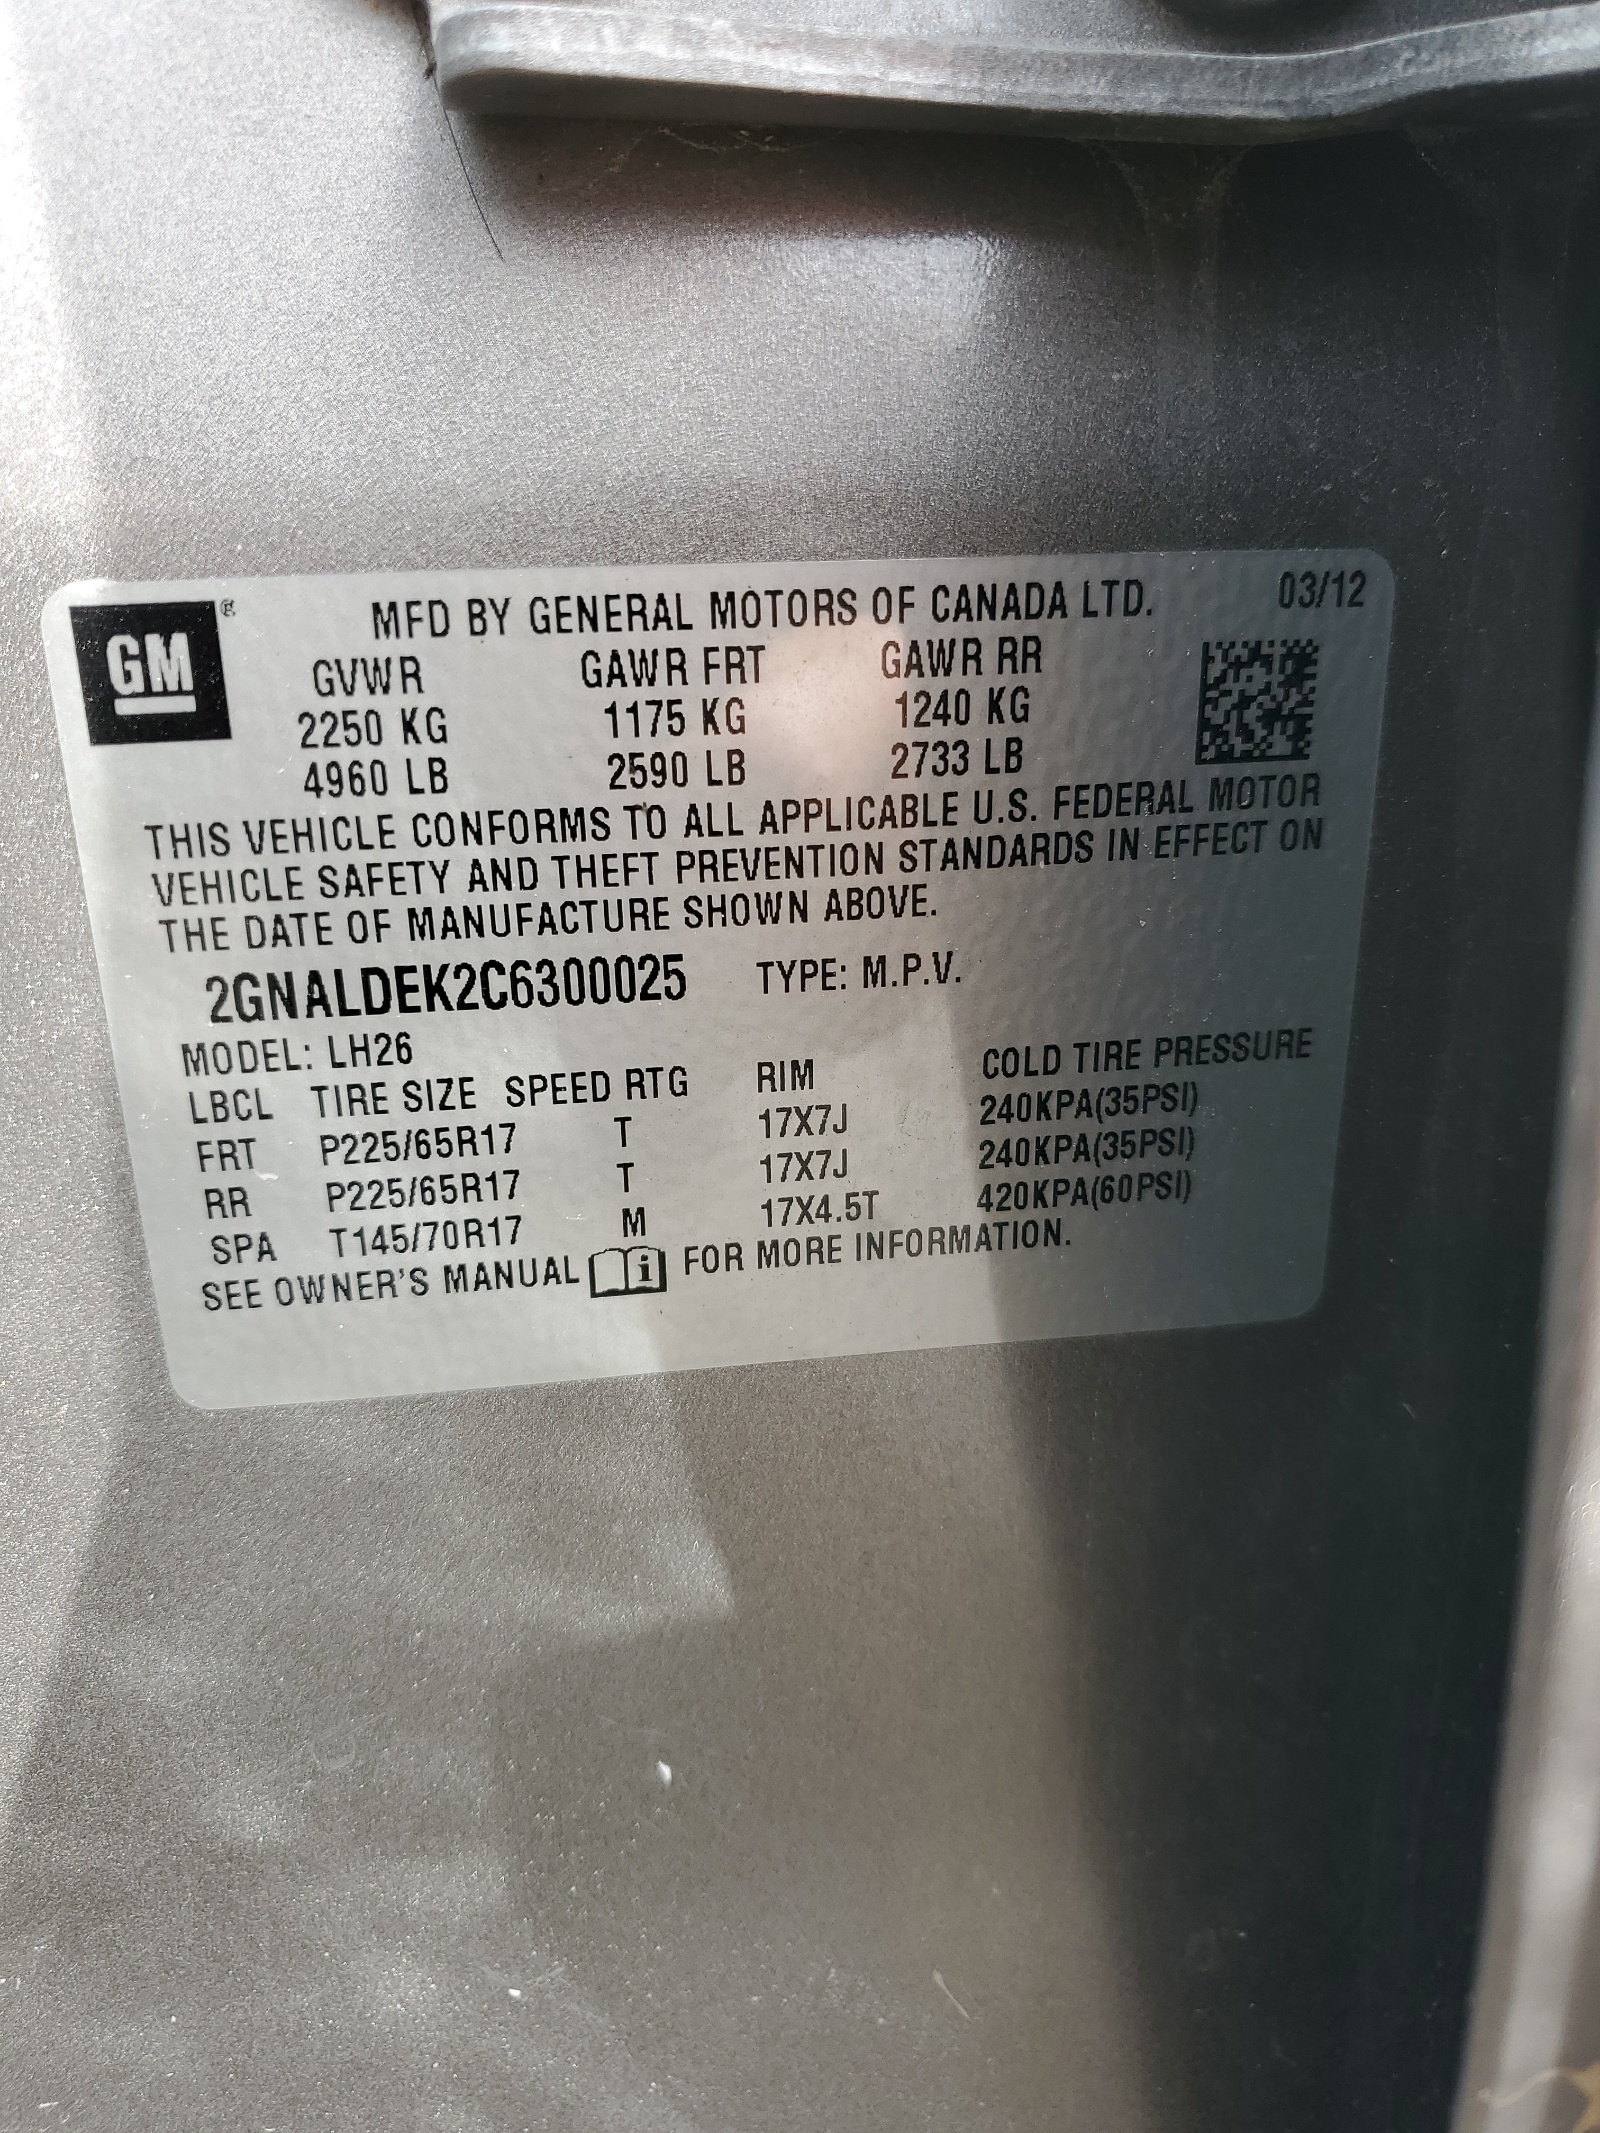 GM ® MFD BY GENERAL MOTORS OF CANADA LTD. 03/12
GVWR GAWR FRT GAWR RR
2250 KG 1175 KG 1240 KG
4960 LB 2590 LB 2733 LB
THIS VEHICLE CONFORMS TO ALL APPLICABLE U.S. FEDERAL MOTOR
VEHICLE SAFETY AND THEFT PREVENTION STANDARDS IN EFFECT ON
THE DATE OF MANUFACTURE SHOWN ABOVE.
2GNALDEK2C6300025 TYPE: M.P.V.
MODEL: LH26
LBCL TIRE SIZE SPEED RTG RIM COLD TIRE PRESSURE
FRT P225/65R17 T 17X7J 240KPA(35PSI)
RR P225/65R17 T 17X7J 240KPA(35PSI)
SPA T145/70R17 M 17X4.5T 420KPA(60PSI)
SEE OWNER'S MANUAL i FOR MORE INFORMATION.